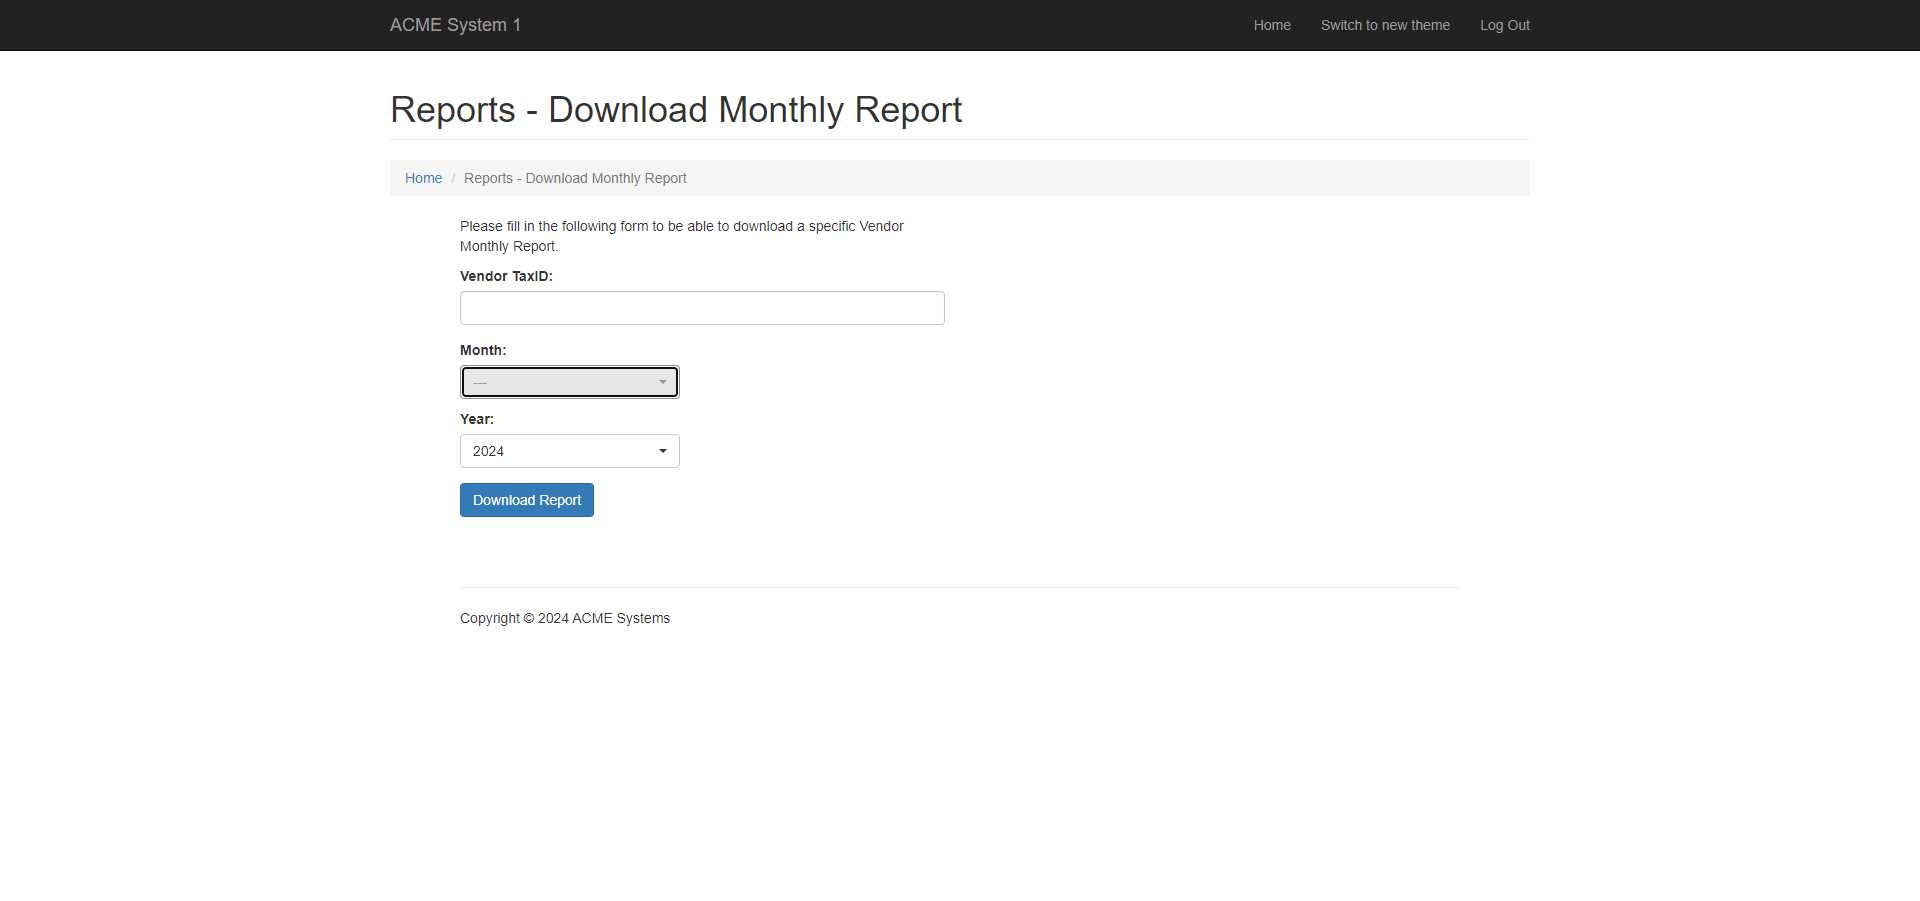 ACME System 1
Home
Switch to new theme
Log Out
Reports - Download Monthly Report
Home / Reports - Download Monthly Report
Please fill in the following form to be able to download a specific Vendor
Monthly Report.
Vendor TaxID:
Month:
---
Year:
2024
Download Report
Copyright © 2024 ACME Systems